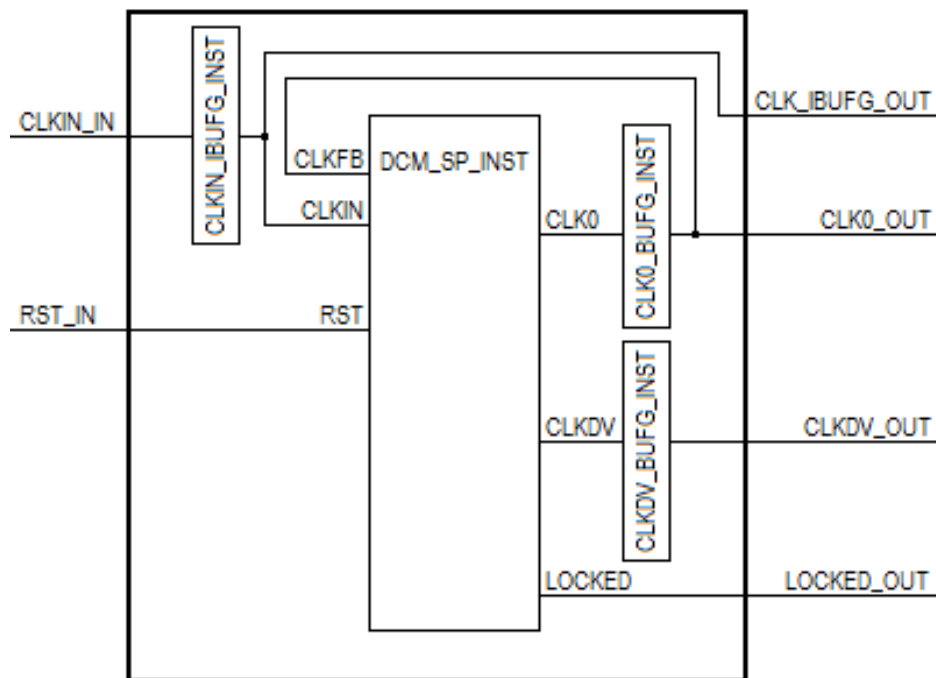 CLKIN_IN
CLKIN_IBUFG_INST
CLK_IBUFG_OUT
CLKFB
DCM_SP_INST
CLKIN
CLK0
CLK0_BUFG_INST
CLK0_OUT
RST_IN
RST
CLKDV
CLKDV_BUFG_INST
CLKDV_OUT
LOCKED
LOCKED_OUT